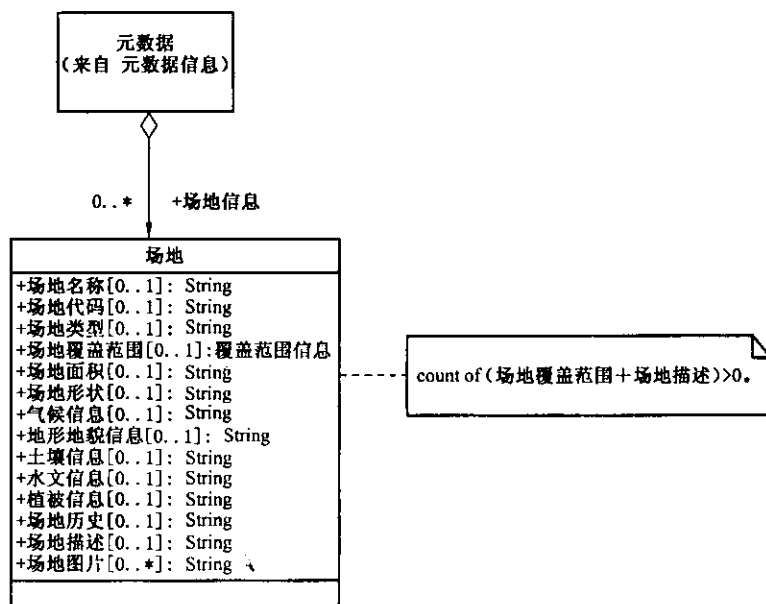 元数据
(来自 元数据信息)
0..* +场地信息
场地
+场地名称[0..1]: String
+场地代码[0..1]: String
+场地类型[0..1]: String
+场地覆盖范围[0..1]:覆盖范围信息
+场地面积[0..1]: String
+场地形状[0..1]: String
+气候信息[0..1]: String
+地形地貌信息[0..1]: String
+土壤信息[0..1]: String
+水文信息[0..1]: String
+植被信息[0..1]: String
+场地历史[0..1]: String
+场地描述[0..1]: String
+场地图片[0..*]: String
count of(场地覆盖范围+场地描述)>0。